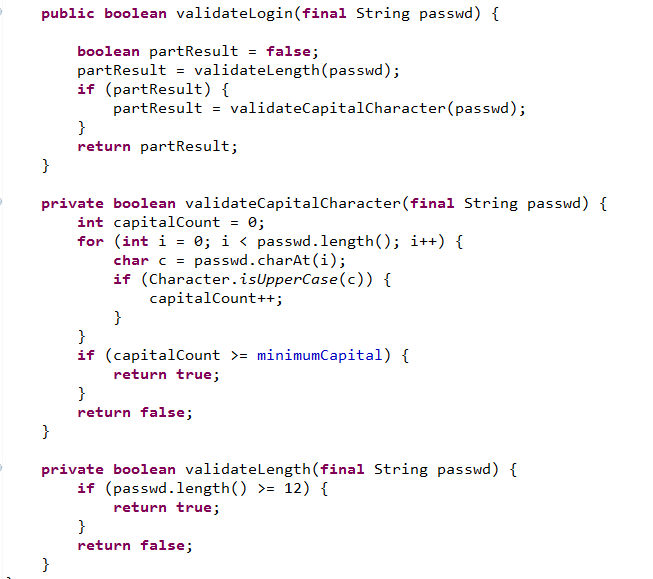 public boolean validateLogin(final String passwd) {
boolean partResult = false;
partResult = validateLength(passwd);
if (partResult) {
partResult = validateCapitalCharacter(passwd);
}
return partResult;
}
private boolean validateCapitalCharacter(final String passwd) {
int capitalCount = 0;
for (int i = 0; i < passwd.length(); i++) {
char c = passwd.charAt(i);
if (Character.isUpperCase(c)) {
capitalCount++;
}
}
if (capitalCount >= minimumCapital) {
return true;
}
return false;
}
private boolean validateLength(final String passwd) {
if (passwd.length() >= 12) {
return true;
}
return false;
}